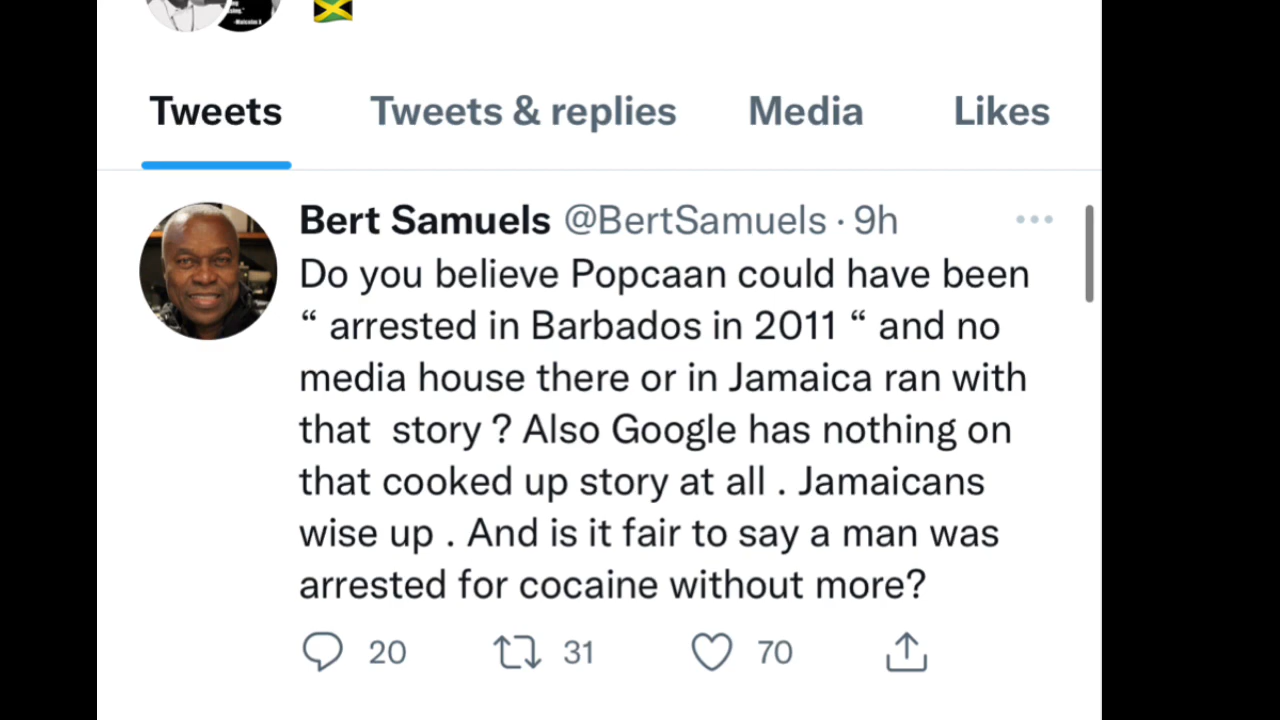 -Malcolm X
Tweets Tweets & replies Media Likes
Bert Samuels @BertSamuels · 9h
Do you believe Popcaan could have been
“ arrested in Barbados in 2011 “ and no
media house there or in Jamaica ran with
that  story ? Also Google has nothing on
that cooked up story at all . Jamaicans
wise up . And is it fair to say a man was
arrested for cocaine without more?
20 31 70